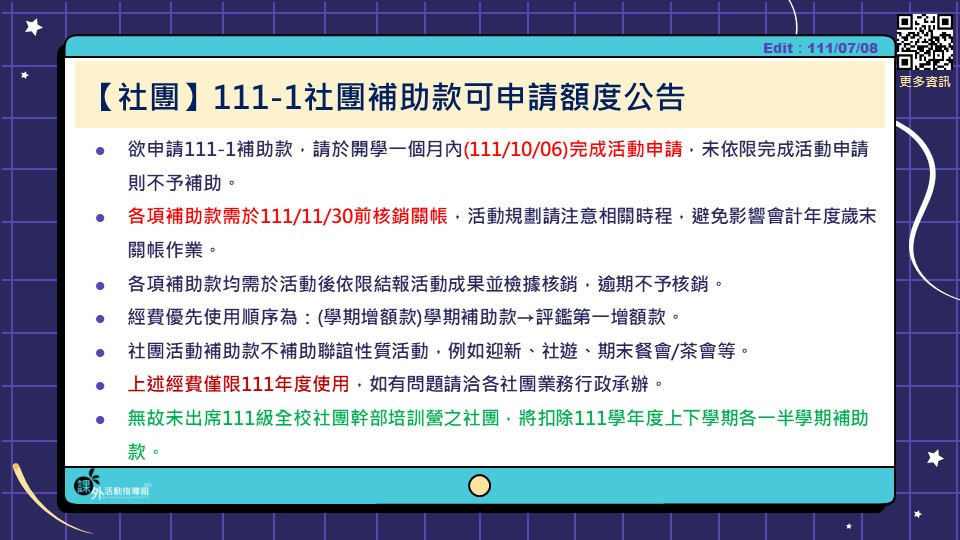 Edit：111/07/08
更多資訊
【社團】111-1社團補助款可申請額度公告
● 欲申請111-1補助款，請於開學一個月內(111/10/06)完成活動申請，未依限完成活動申請
則不予補助。
● 各項補助款需於111/11/30前核銷關帳，活動規劃請注意相關時程，避免影響會計年度歲末
關帳作業。
● 各項補助款均需於活動後依限結報活動成果並檢據核銷，逾期不予核銷。
● 經費優先使用順序為：(學期增額款)學期補助款→評鑑第一增額款。
● 社團活動補助款不補助聯誼性質活動，例如迎新、社遊、期末餐會/茶會等。
● 上述經費僅限111年度使用，如有問題請洽各社團業務行政承辦。
● 無故未出席111級全校社團幹部培訓營之社團，將扣除111學年度上下學期各一半學期補助
款。
課外活動指導組